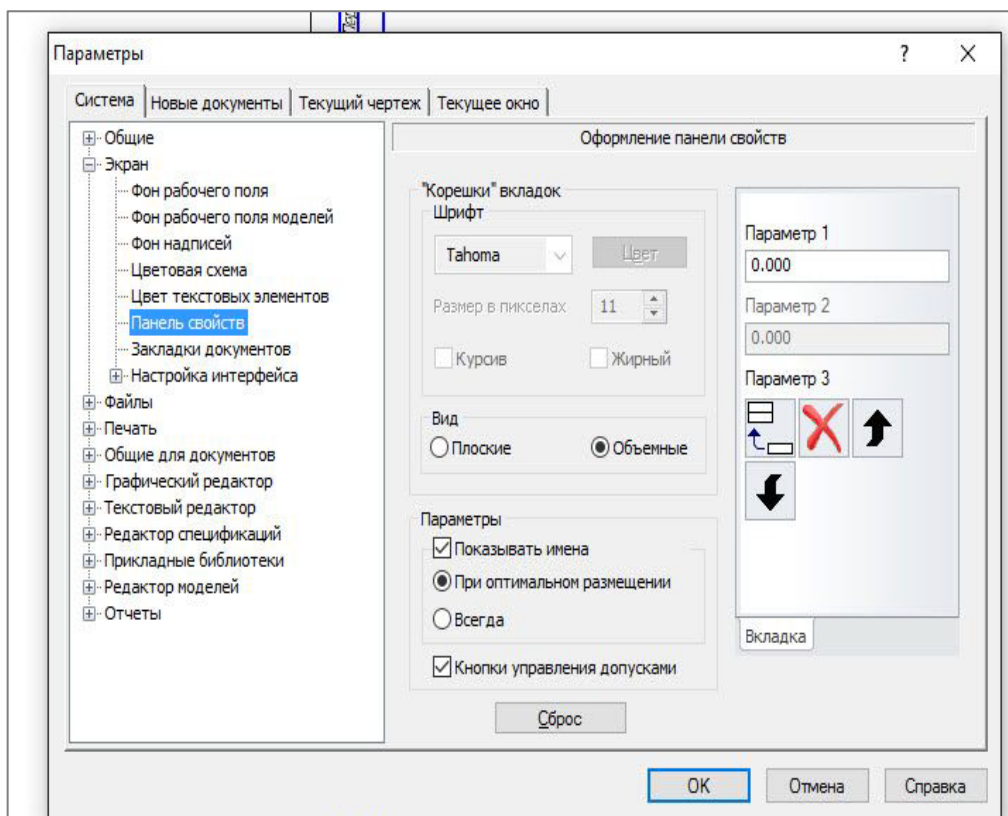 Параметры ?
Система Новые документы Текущий чертеж Текущее окно
Общие
Экран
Фон рабочего поля
Фон рабочего поля моделей
Фон надписей
Цветовая схема
Цвет текстовых элементов
Панель свойств
Закладки документов
Настройка интерфейса
Файлы
Печать
Общие для документов
Графический редактор
Текстовый редактор
Редактор спецификаций
Прикладные библиотеки
Редактор моделей
Отчеты
Оформление панели свойств
"Корешки" вкладок
Шрифт
Tahoma Цвет
Размер в пикселах 11
Курсив Жирный
Вид
Плоские Объемные
Параметры
Показывать имена
При оптимальном размещении
Всегда
Кнопки управления допусками
Сброс
Параметр 1
0.000
Параметр 2
0.000
Параметр 3
Вкладка
OK Отмена Справка